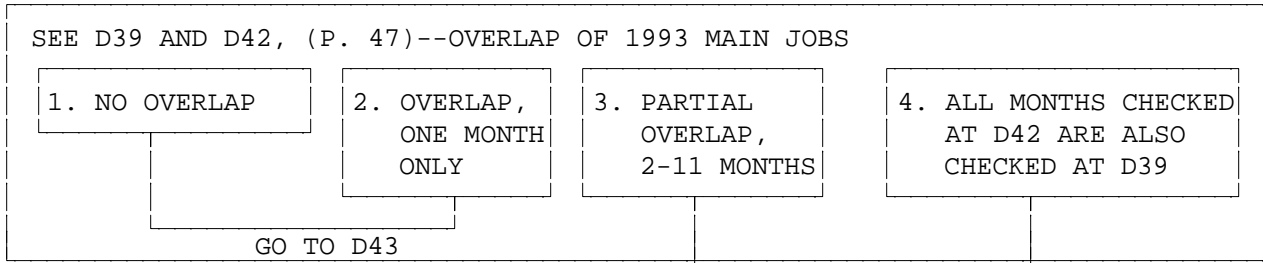 SEE D39 AND D42, (P. 47)--OVERLAP OF 1993 MAIN JOBS
1. NO OVERLAP
2. OVERLAP,
ONE MONTH
ONLY
3. PARTIAL
OVERLAP,
2-11 MONTHS
4. ALL MONTHS CHECKED
AT D42 ARE ALSO
CHECKED AT D39
GO TO D43